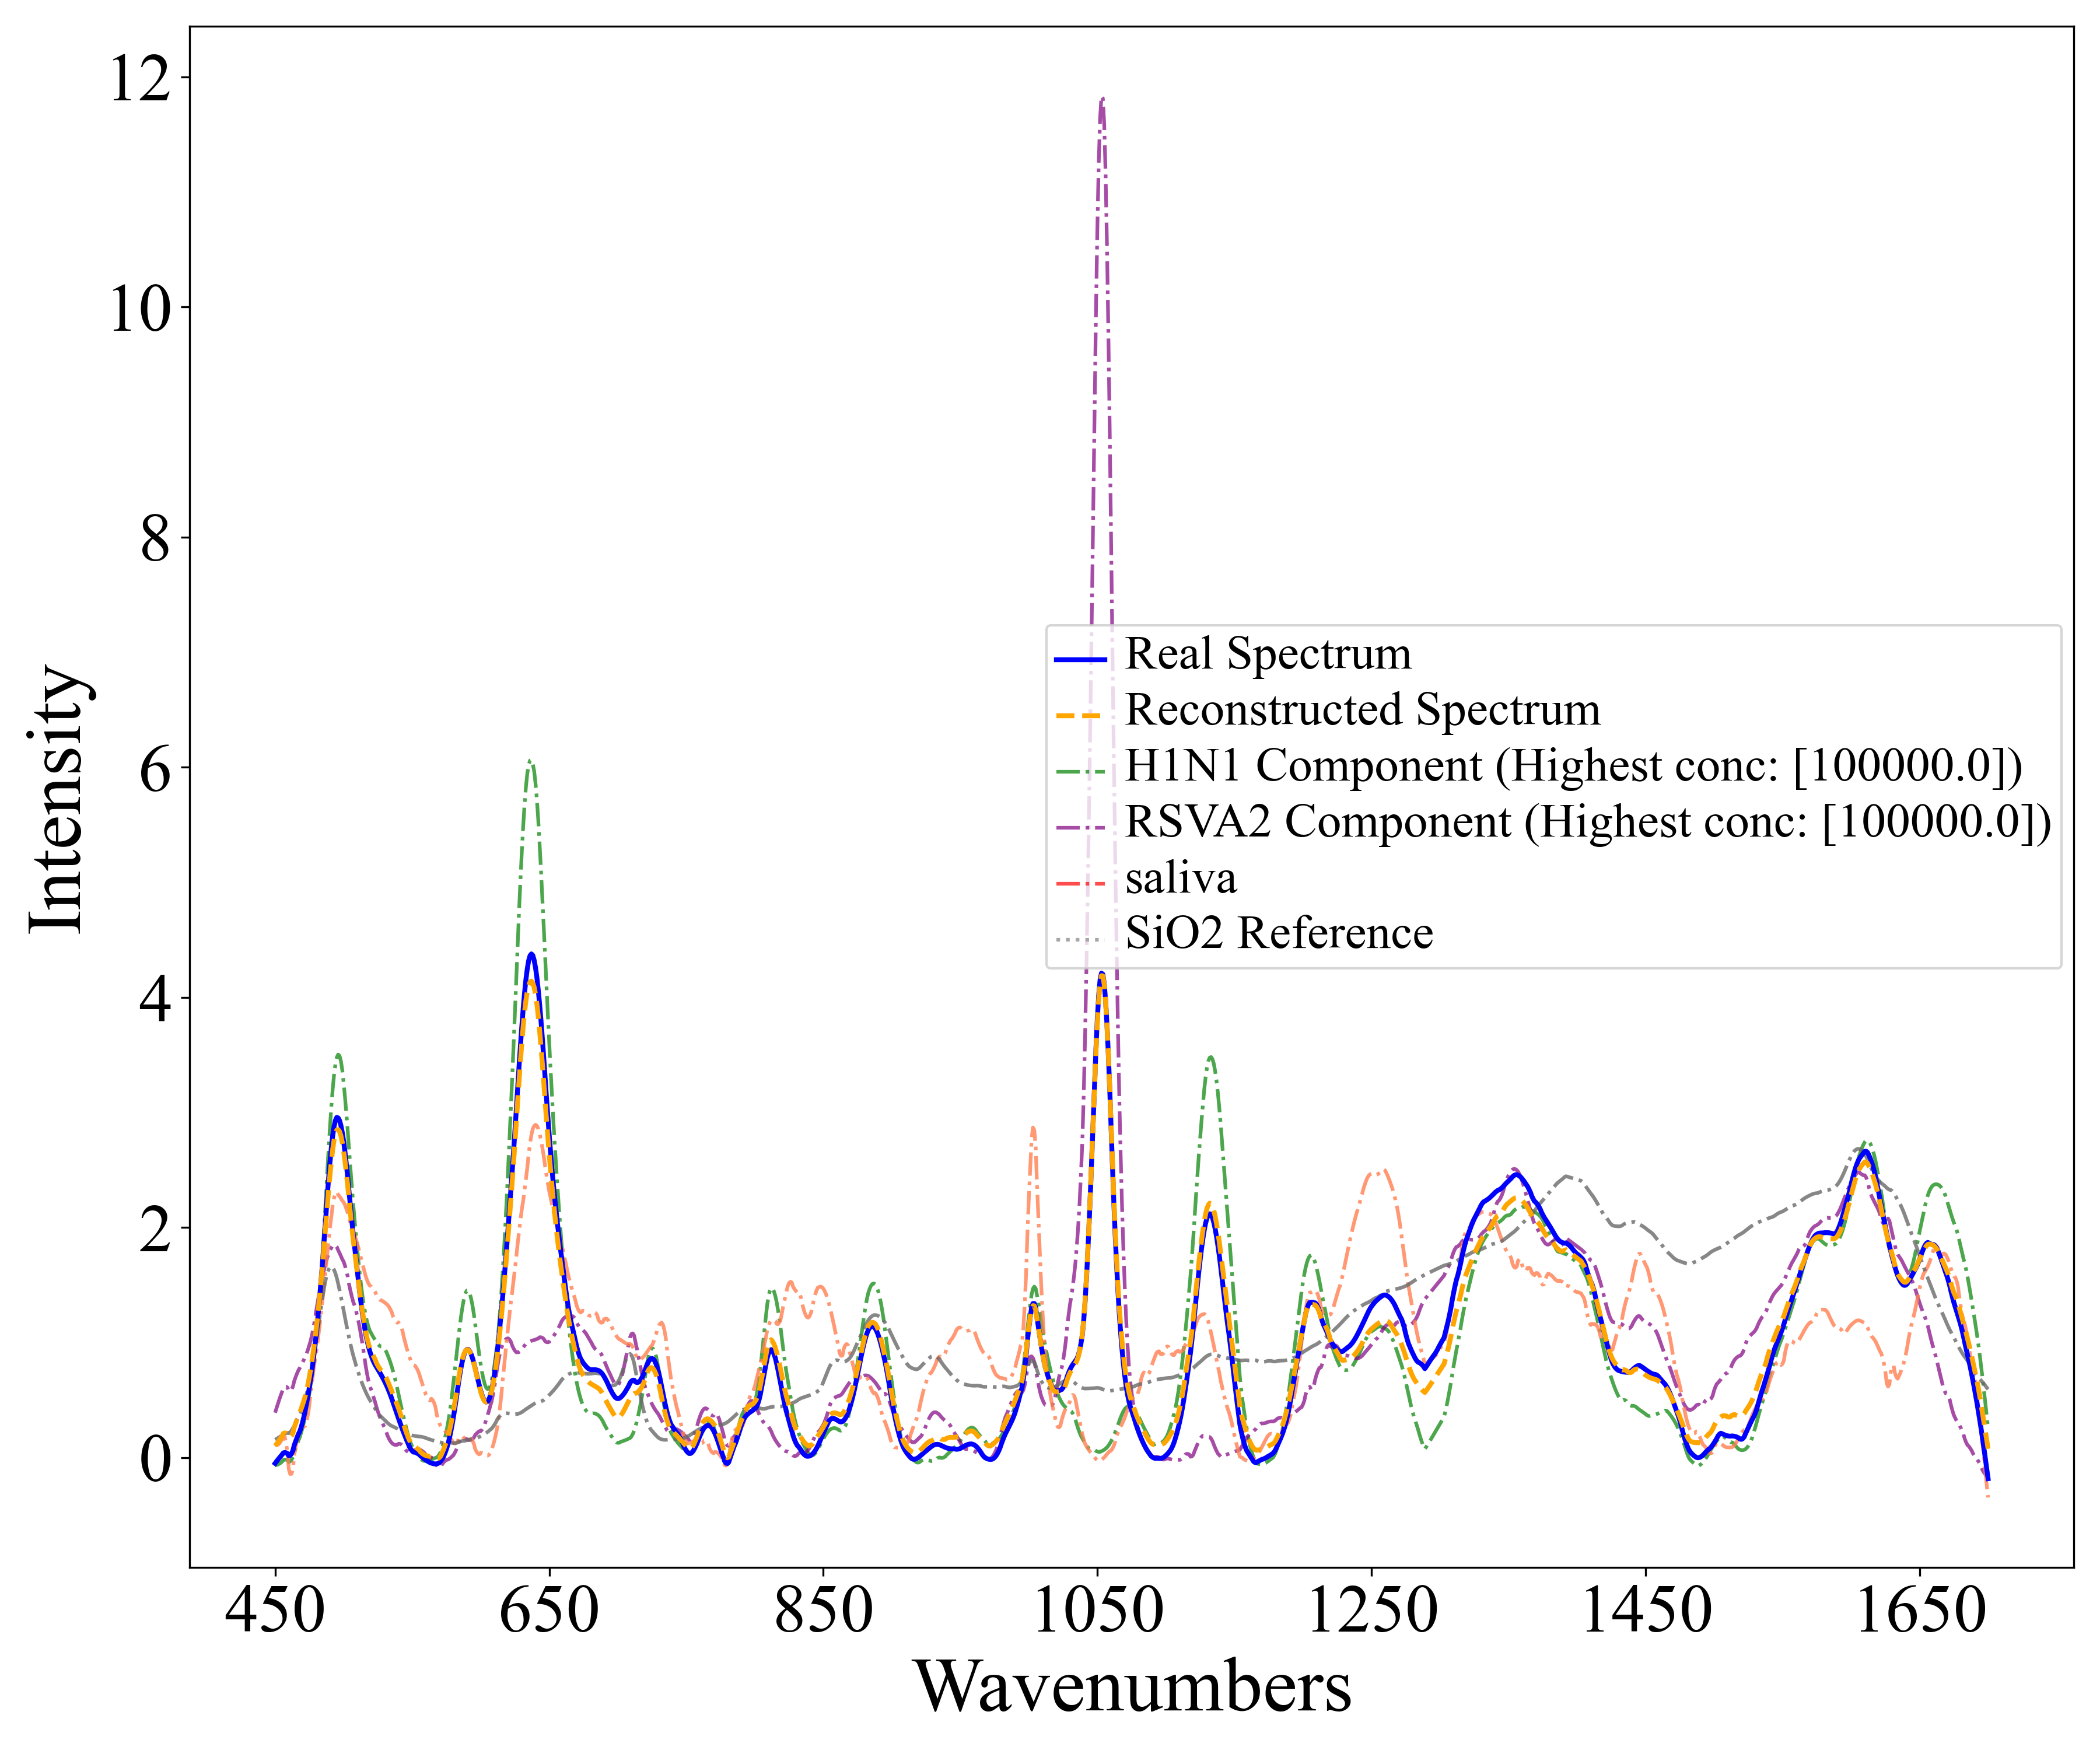 12
10
8
6
4
2
0
Intensity
Real Spectrum
Reconstructed Spectrum
H1N1 Component (Highest conc: [100000.0])
RSVA2 Component (Highest conc: [100000.0])
saliva
SiO2 Reference
450 650 850 1050 1250 1450 1650
Wavenumbers